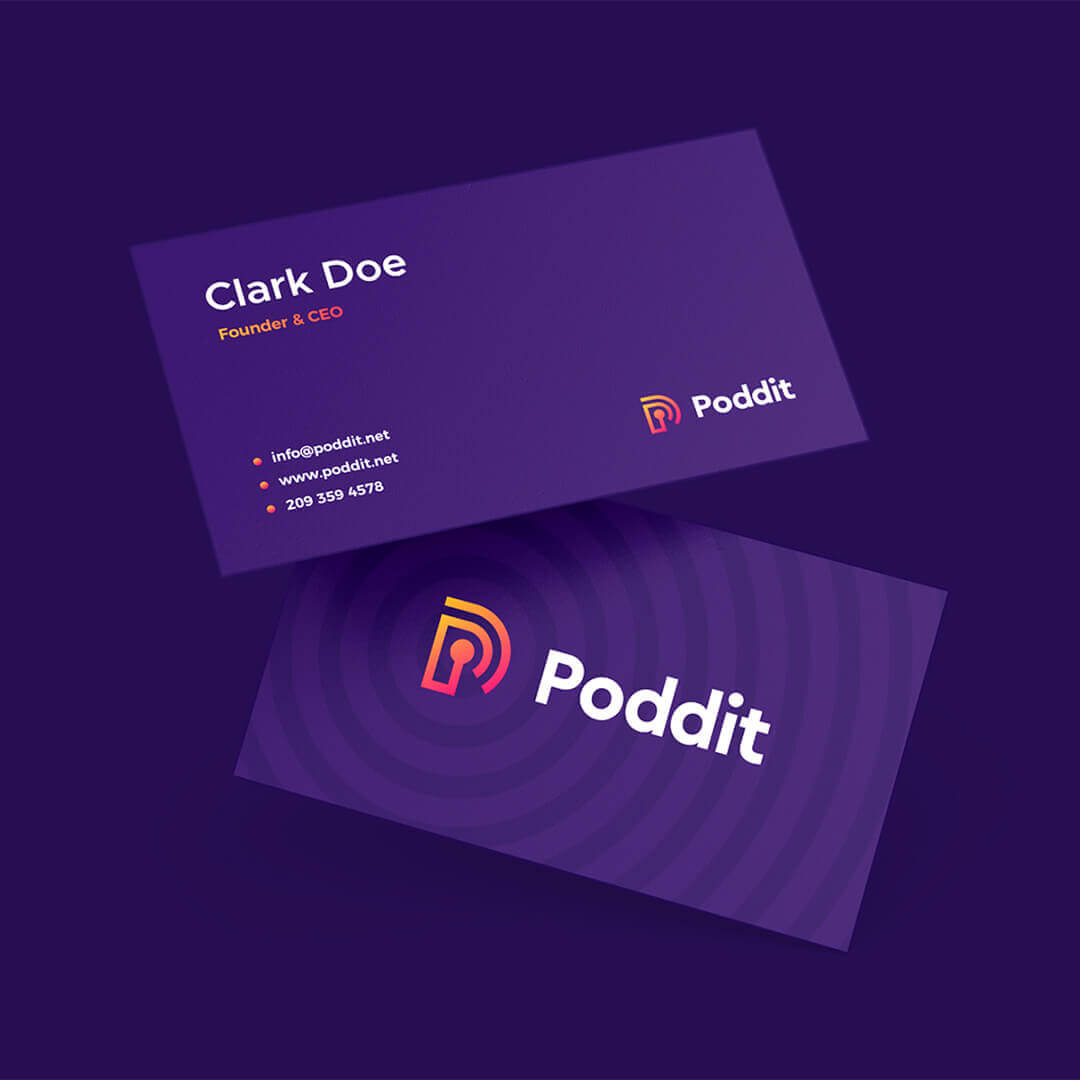 Clark Doe
Founder & CEO
info@poddit.net
www.poddit.net
209 359 4578
Poddit
Poddit